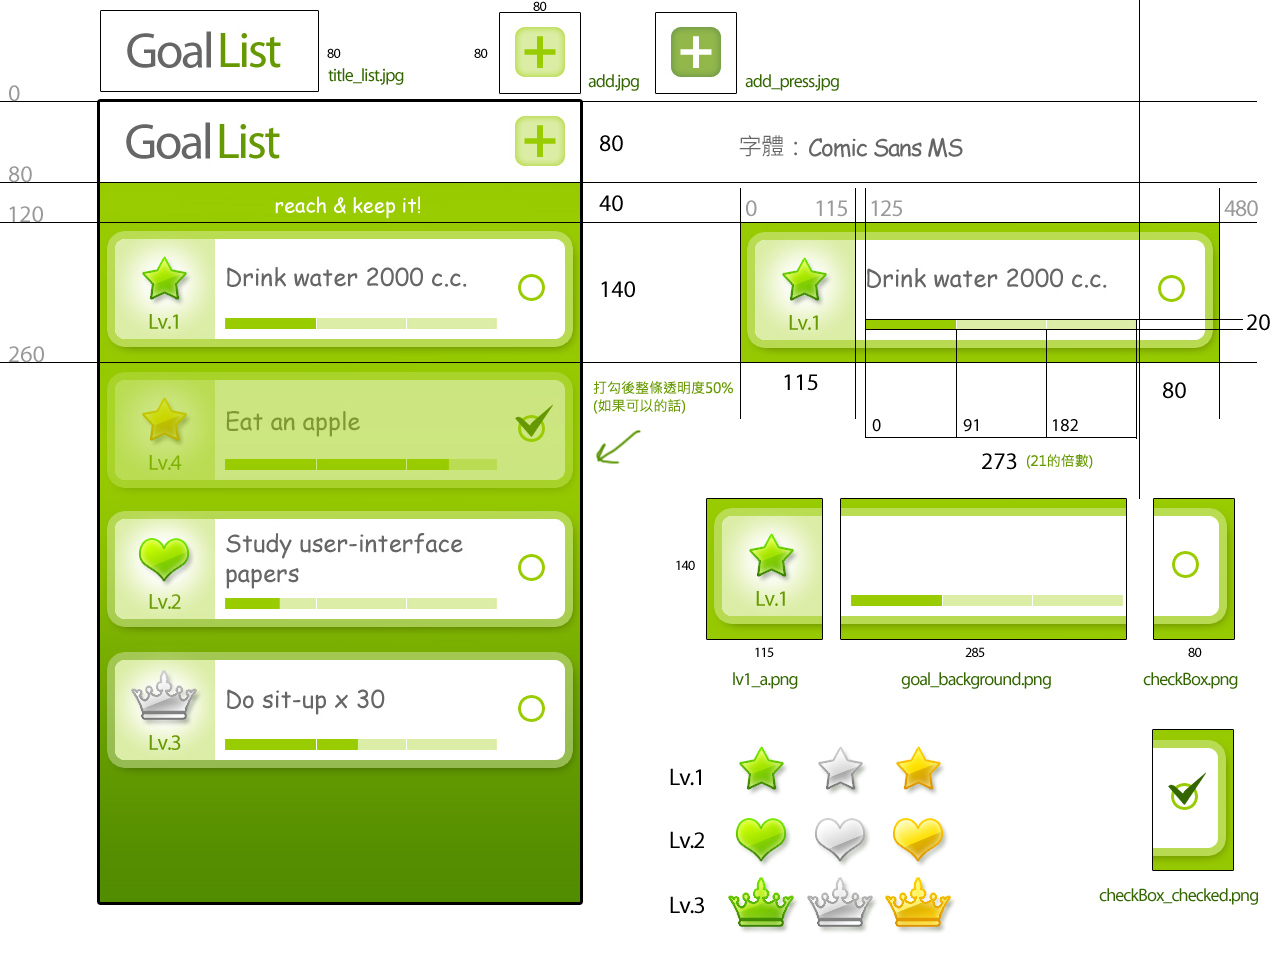 80
Goal List
80
title_list.jpg
80
add.jpg
add_press.jpg
0
Goal List
80
字體：Comic Sans MS
80
reach & keep it!
40
120
0
115
125
480
Drink water 2000 c.c.
Lv.1
140
Drink water 2000 c.c.
Lv.1
20
260
115
80
打勾後整條透明度50%
(如果可以的話)
Eat an apple
Lv.4
0
91
182
273 (21的倍數)
Study user-interface
papers
Lv.2
140
Lv.1
115
285
80
lv1_a.png
goal_background.png
checkBox.png
Do sit-up x 30
Lv.3
Lv.1
Lv.2
Lv.3
checkBox_checked.png